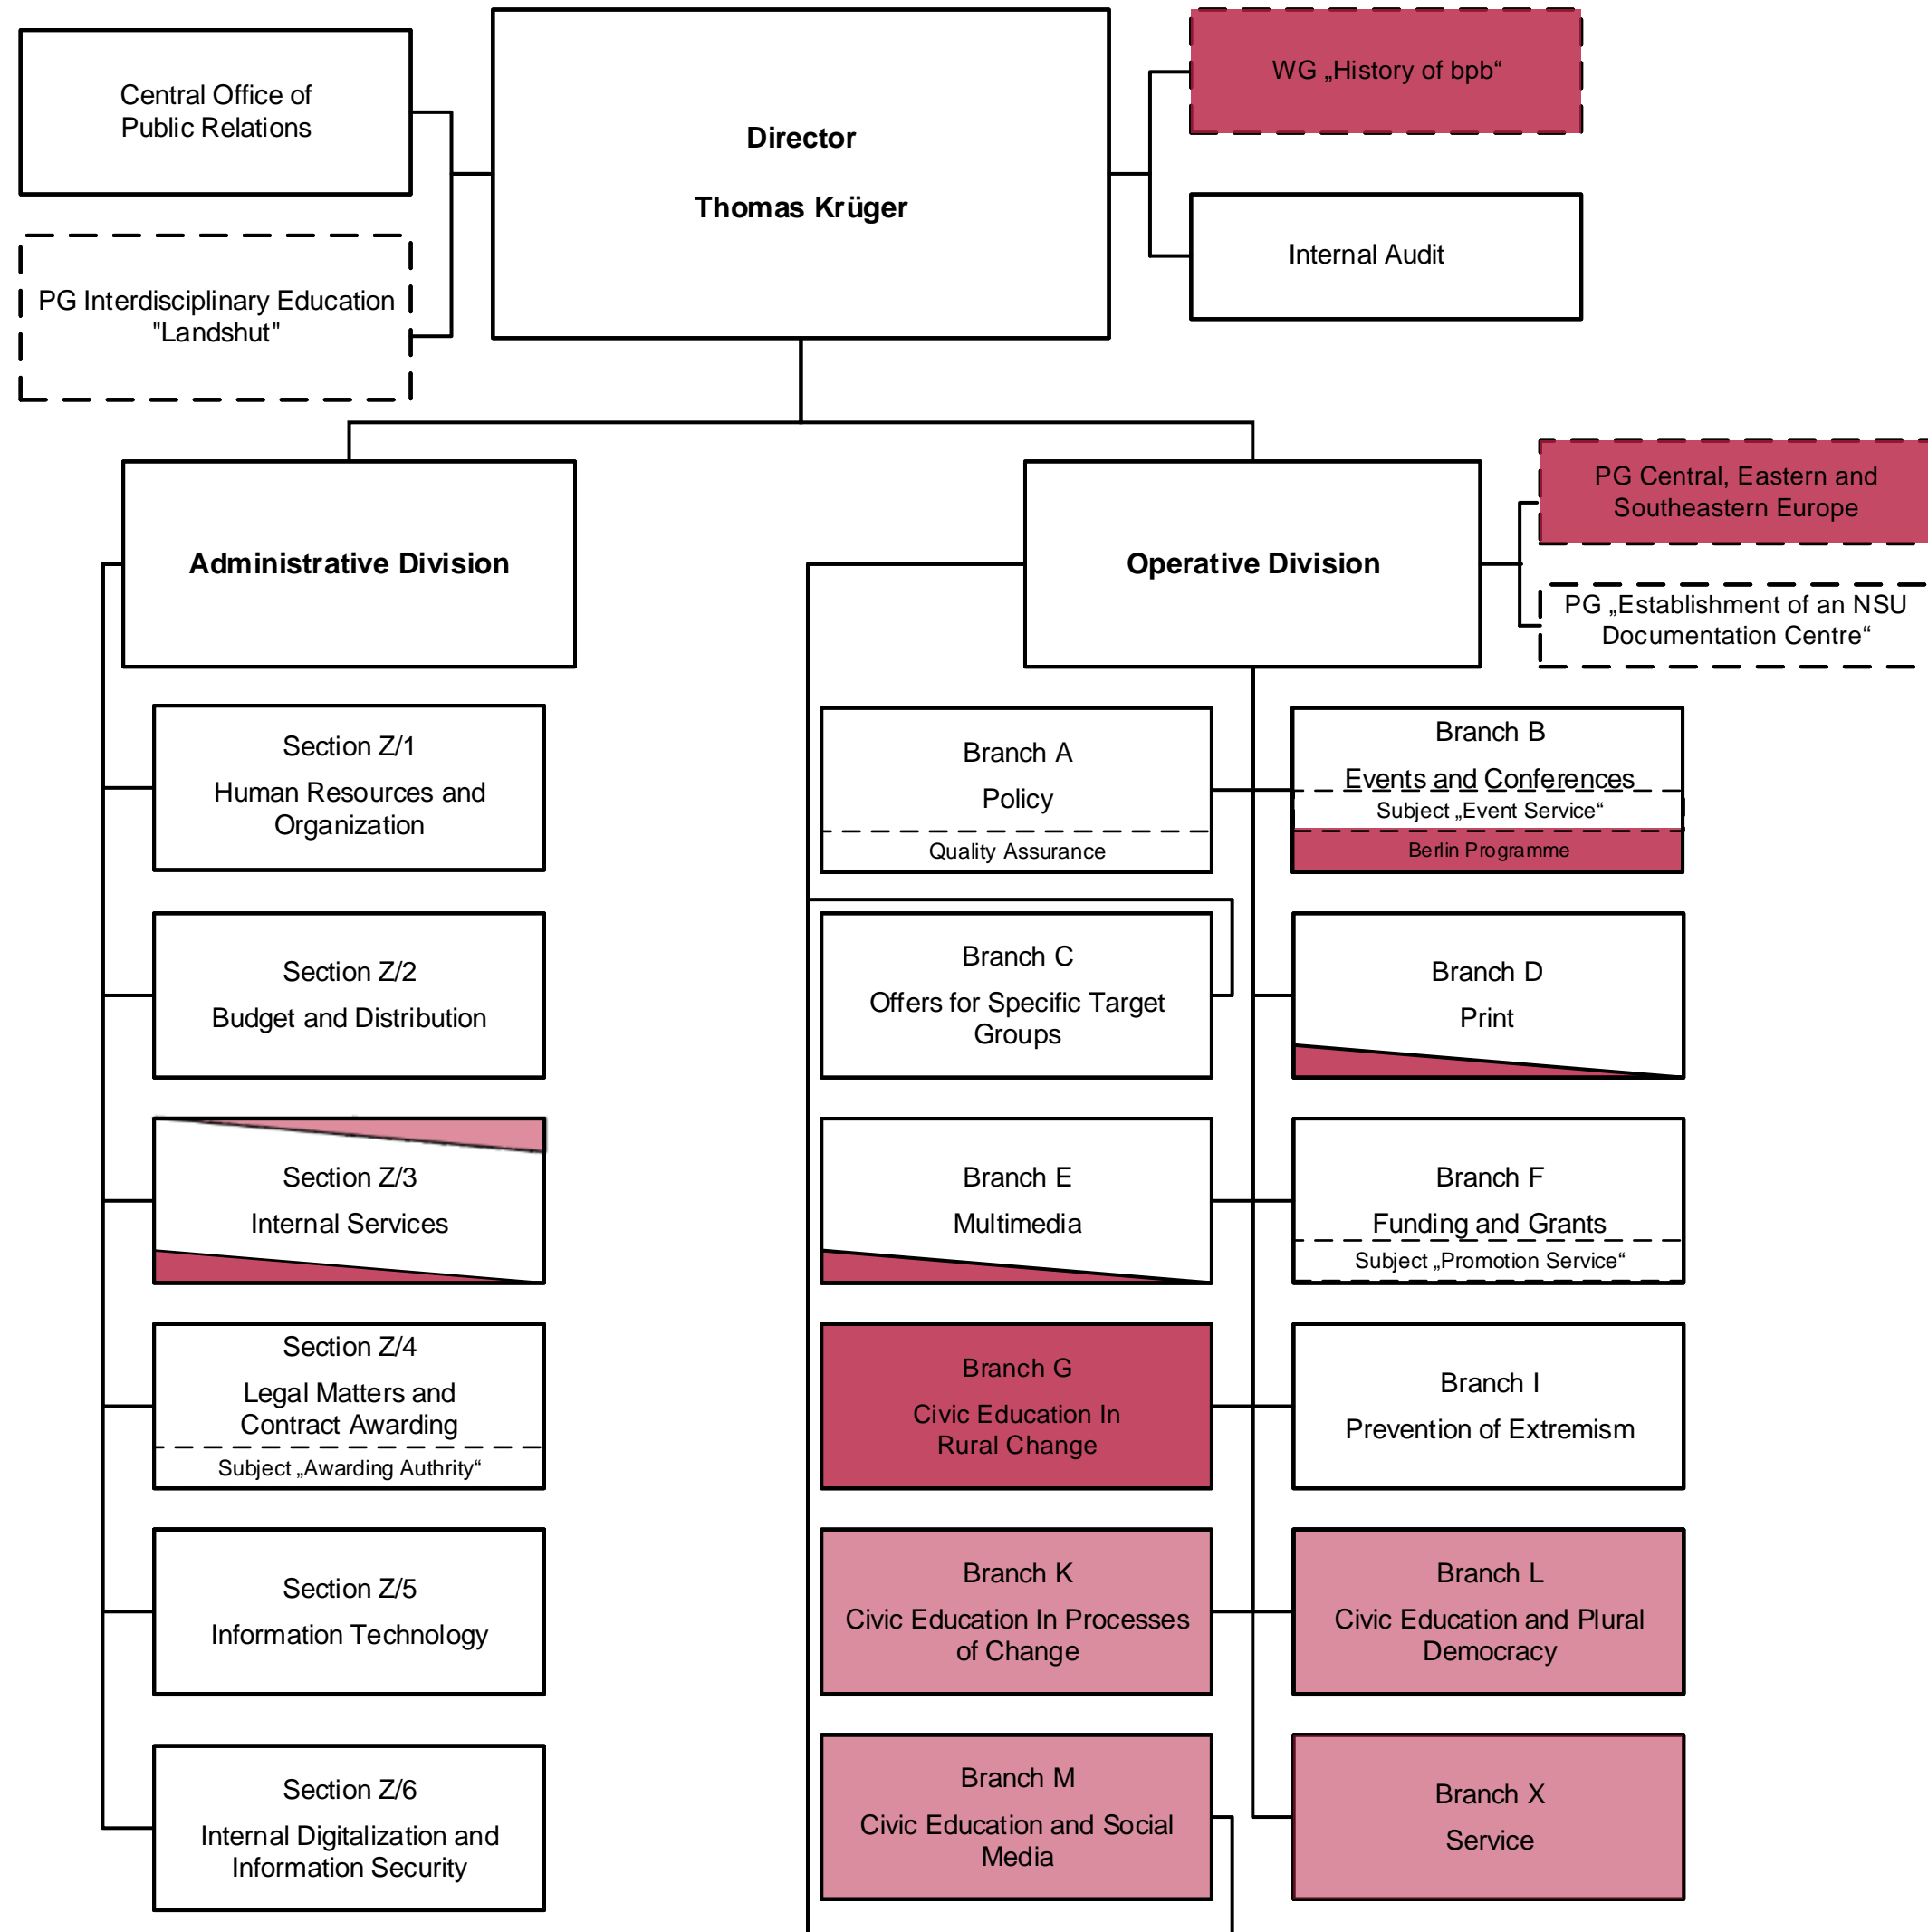 Central Office of
Public Relations
Director
Thomas Krüger
WG „History of bpb“
Internal Audit
PG Interdisciplinary Education
"Landshut"
Administrative Division
Operative Division
PG Central, Eastern and
Southeastern Europe
PG „Establishment of an NSU
Documentation Centre“
Section Z/1
Human Resources and
Organization
Section Z/2
Budget and Distribution
Section Z/3
Internal Services
Section Z/4
Legal Matters and
Contract Awarding
Subject „Awarding Authrity“
Section Z/5
Information Technology
Section Z/6
Internal Digitalization and
Information Security
Branch A
Policy
Quality Assurance
Branch B
Events and Conferences
Subject „Event Service“
Berlin Programme
Branch C
Offers for Specific Target
Groups
Branch D
Print
Branch E
Multimedia
Branch F
Funding and Grants
Subject „Promotion Service“
Branch G
Civic Education In
Rural Change
Branch I
Prevention of Extremism
Branch K
Civic Education In Processes
of Change
Branch L
Civic Education and Plural
Democracy
Branch M
Civic Education and Social
Media
Branch X
Service